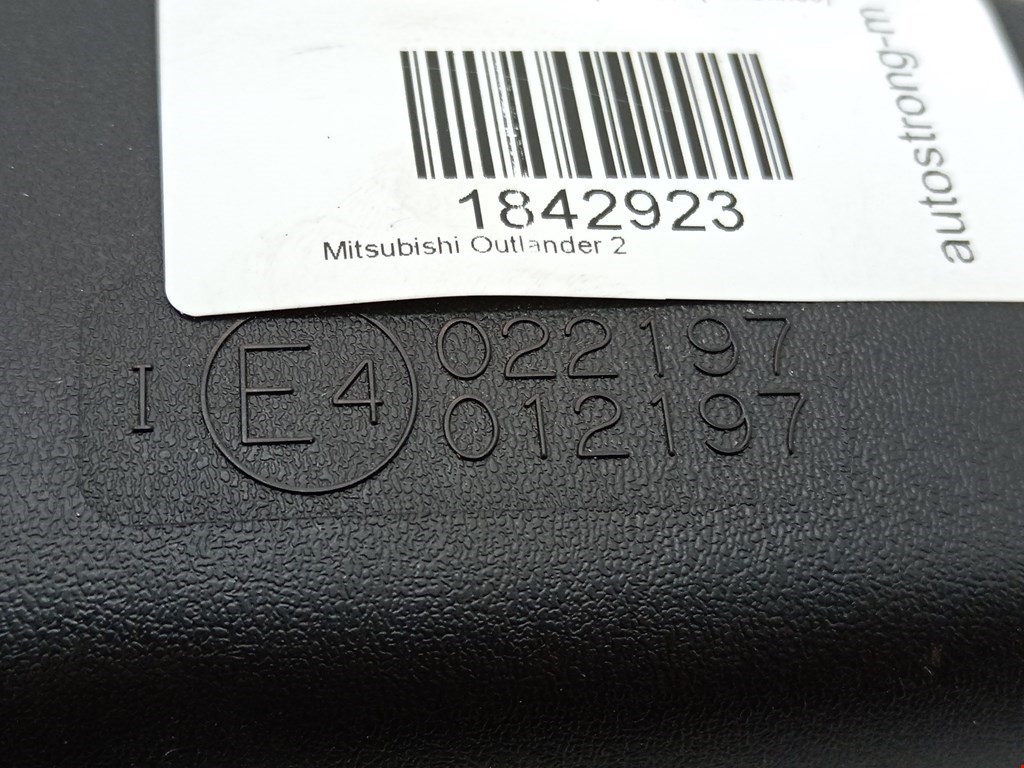 1842923
Mitsubishi Outlander 2
autostrong-m
I E4 022197
012197